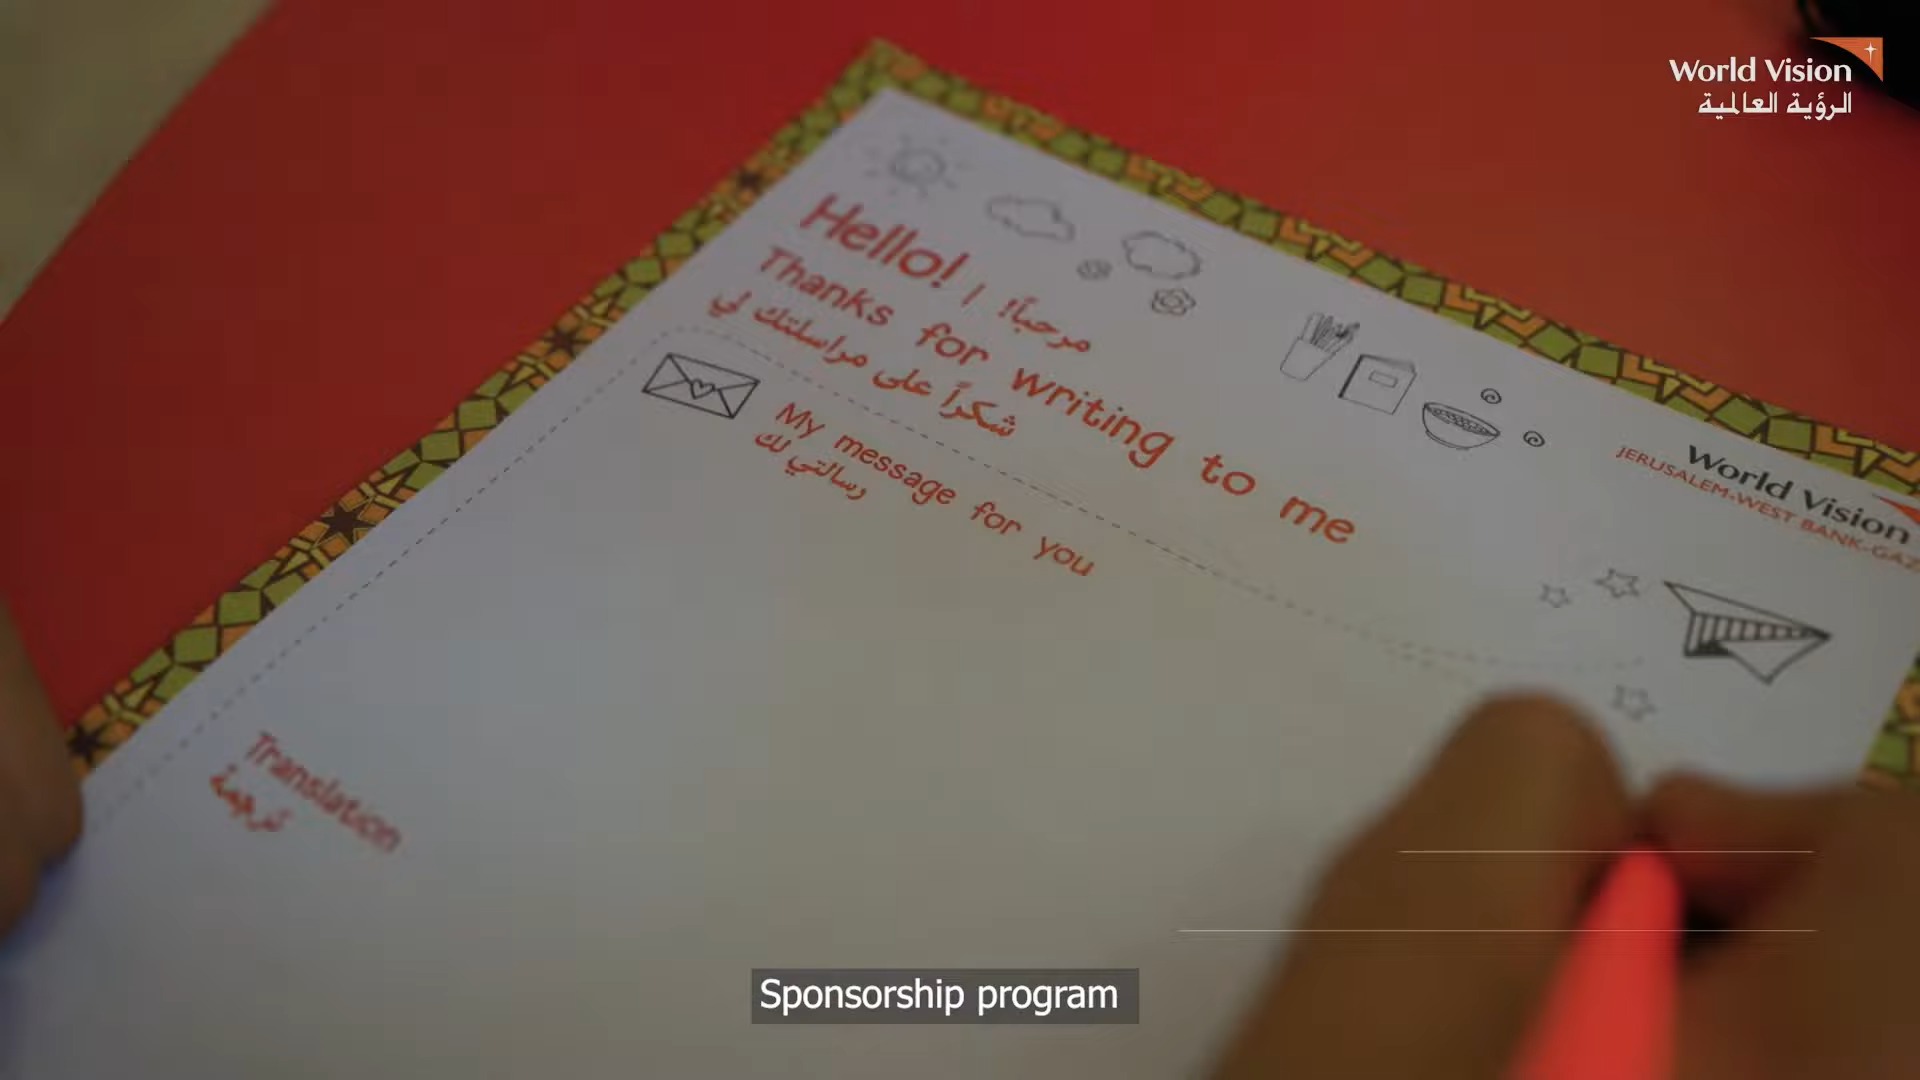 World Vision
الرؤية العالمية
Hello! / مرحباً!
Thanks for writing to me
شكراً على مراسلتك لي
My message for you
رسالتي لك
World Vision
JERUSALEM-WEST BANK-GAZ
Translation
ترجمة
Sponsorship program